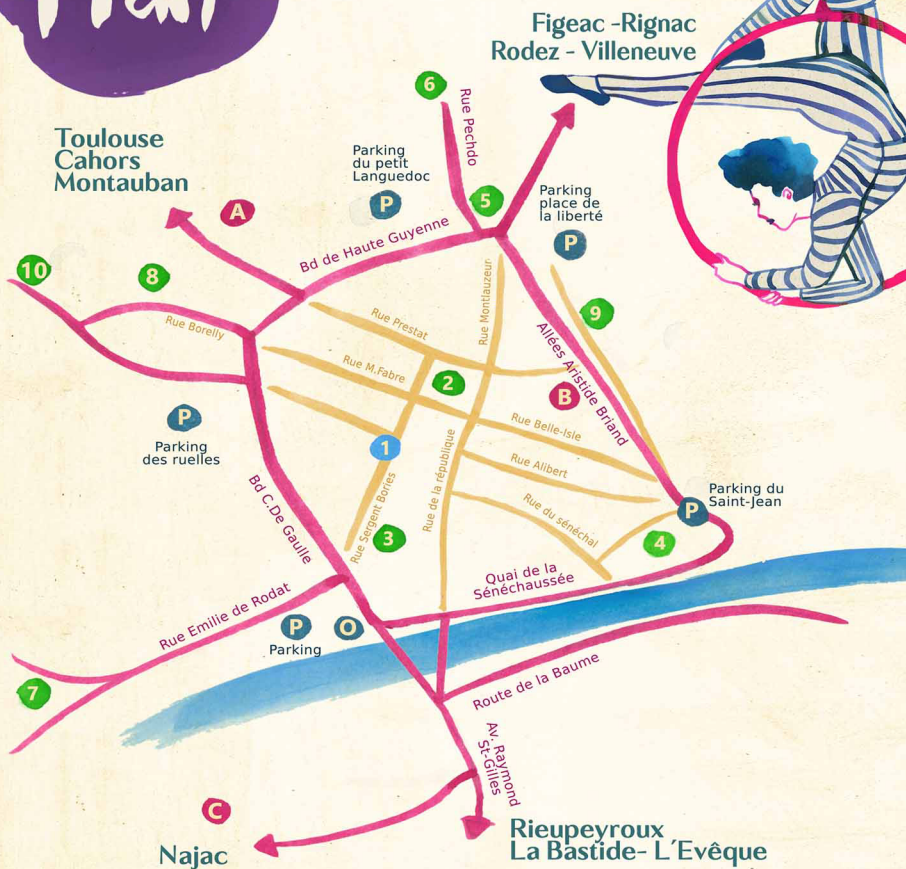 Figeac -Rignac
Rodez - Villeneuve
Toulouse
Cahors
Montauban
6
Rue Pechdo
Parking
du petit
Languedoc
P
A
5
Parking
place de
la liberté
P
Bd de Haute Guyenne
10
8
Rue Borelly
Rue Prestat
Rue Montlauzeur
9
Allées Aristide Briand
Rue M.Fabre
2
B
P
Parking
des ruelles
1
Rue Belle-Isle
Rue Alibert
Rue de la république
Rue Sergent Bories
Bd C.De Gaulle
Rue du sénéchal
P
Parking du
Saint-Jean
3
4
Quai de la
Sénéchaussée
Rue Emilie de Rodat
P
O
Parking
7
Route de la Baume
Av. Raymond
St-Gilles
C
Najac
Rieupeyroux
La Bastide- L´Evêque